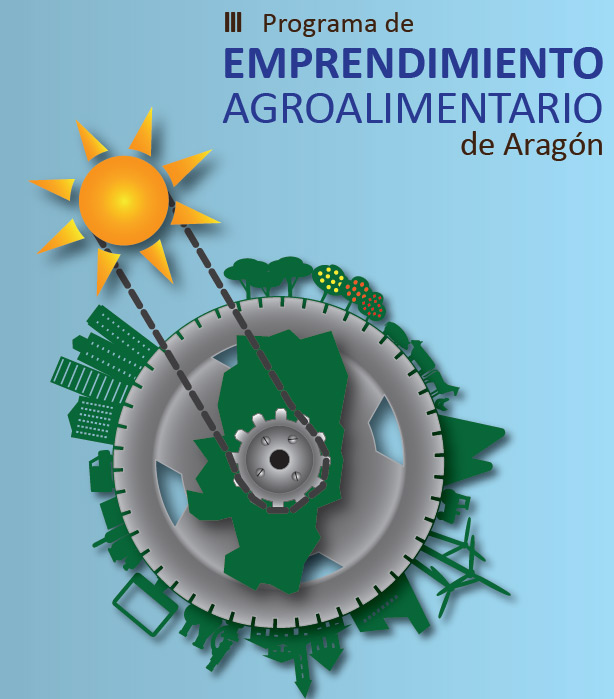 III Programa de
EMPRENDIMIENTO
AGROALIMENTARIO
de Aragón